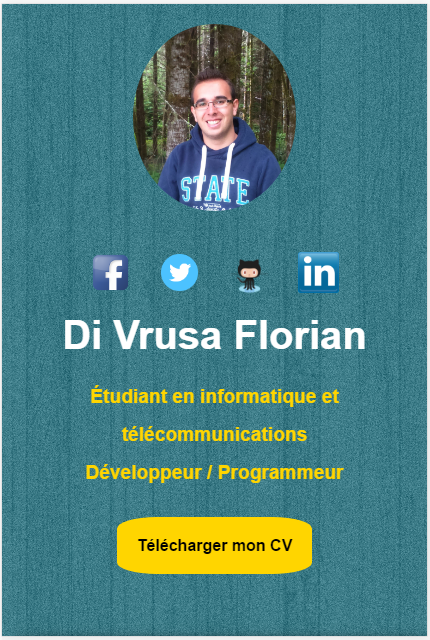 STATE
f
in
Di Vrusa Florian
Étudiant en informatique et
télécommunications
Développeur / Programmeur
Télécharger mon CV